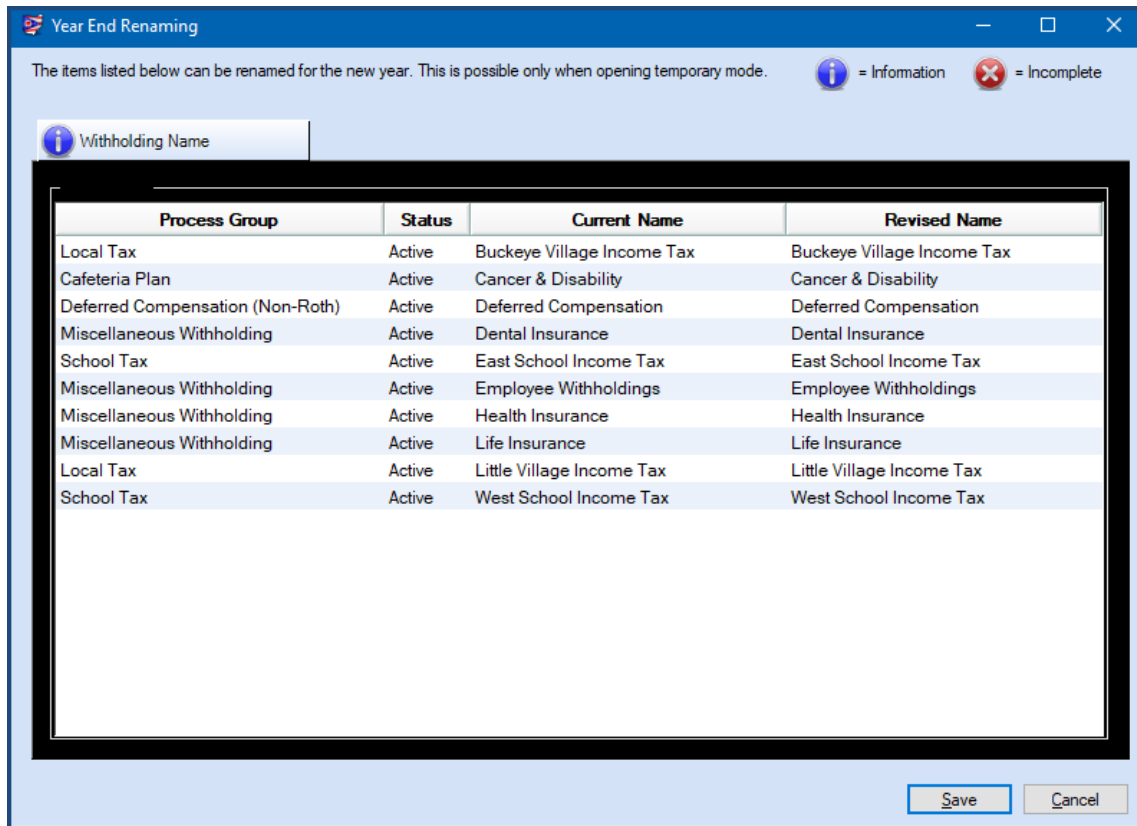 Year End Renaming
The items listed below can be renamed for the new year. This is possible only when opening temporary mode. = Information = Incomplete
Withholding Name
Process Group Status Current Name Revised Name
Local Tax Active Buckeye Village Income Tax Buckeye Village Income Tax
Cafeteria Plan Active Cancer & Disability Cancer & Disability
Deferred Compensation (Non-Roth) Active Deferred Compensation Deferred Compensation
Miscellaneous Withholding Active Dental Insurance Dental Insurance
School Tax Active East School Income Tax East School Income Tax
Miscellaneous Withholding Active Employee Withholdings Employee Withholdings
Miscellaneous Withholding Active Health Insurance Health Insurance
Miscellaneous Withholding Active Life Insurance Life Insurance
Local Tax Active Little Village Income Tax Little Village Income Tax
School Tax Active West School Income Tax West School Income Tax
Save Cancel